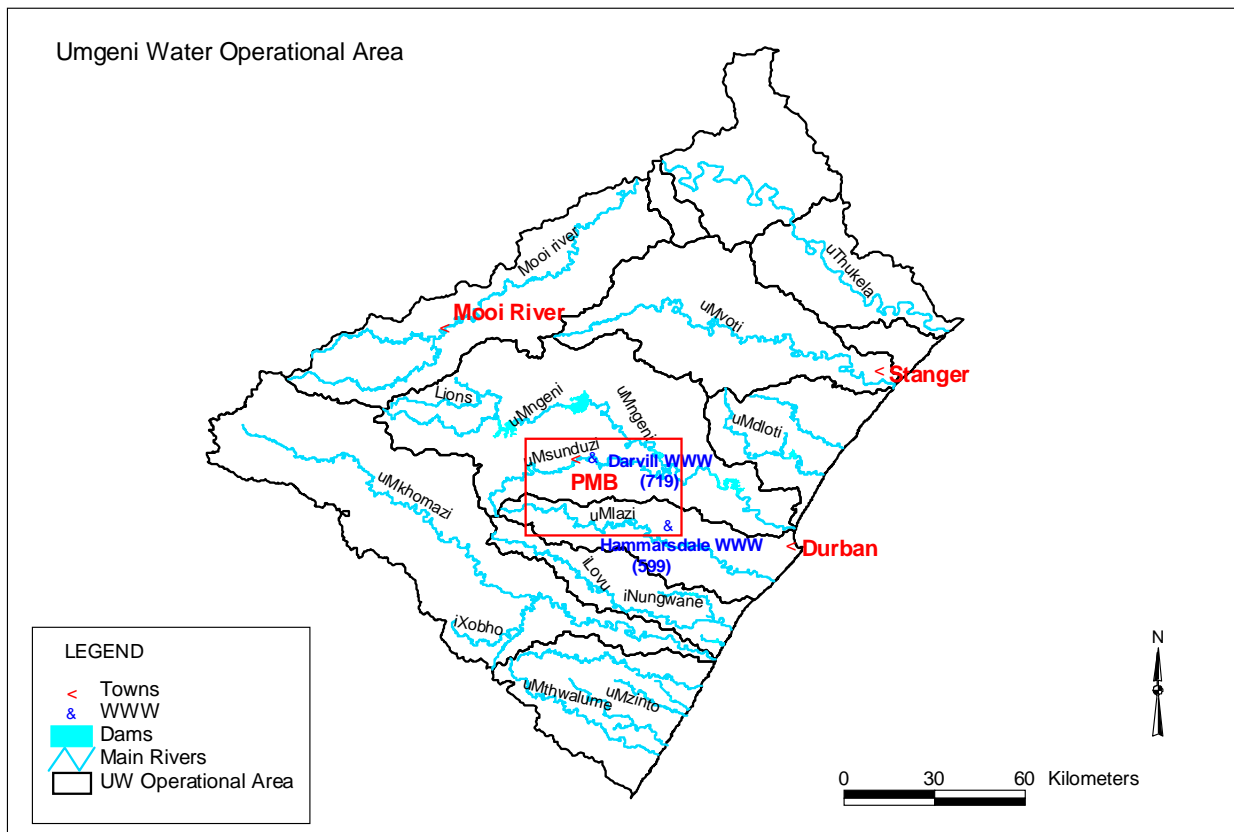 Umgeni Water Operational Area
Mooi river
uThukela
< Mooi River
uMvoti
< Stanger
Lions
uMngeni
uMngeni
uMdloti
uMsunduzi
< &
Darvill WWW
(719)
PMB
uMlazi
&
Hammarsdale WWW
(599)
< Durban
uMkhomazi
iLovu
iNungwane
iXobho
uMthwalume
uMzinto
LEGEND
< Towns
& WWW
Dams
Main Rivers
UW Operational Area
N
0 30 60 Kilometers